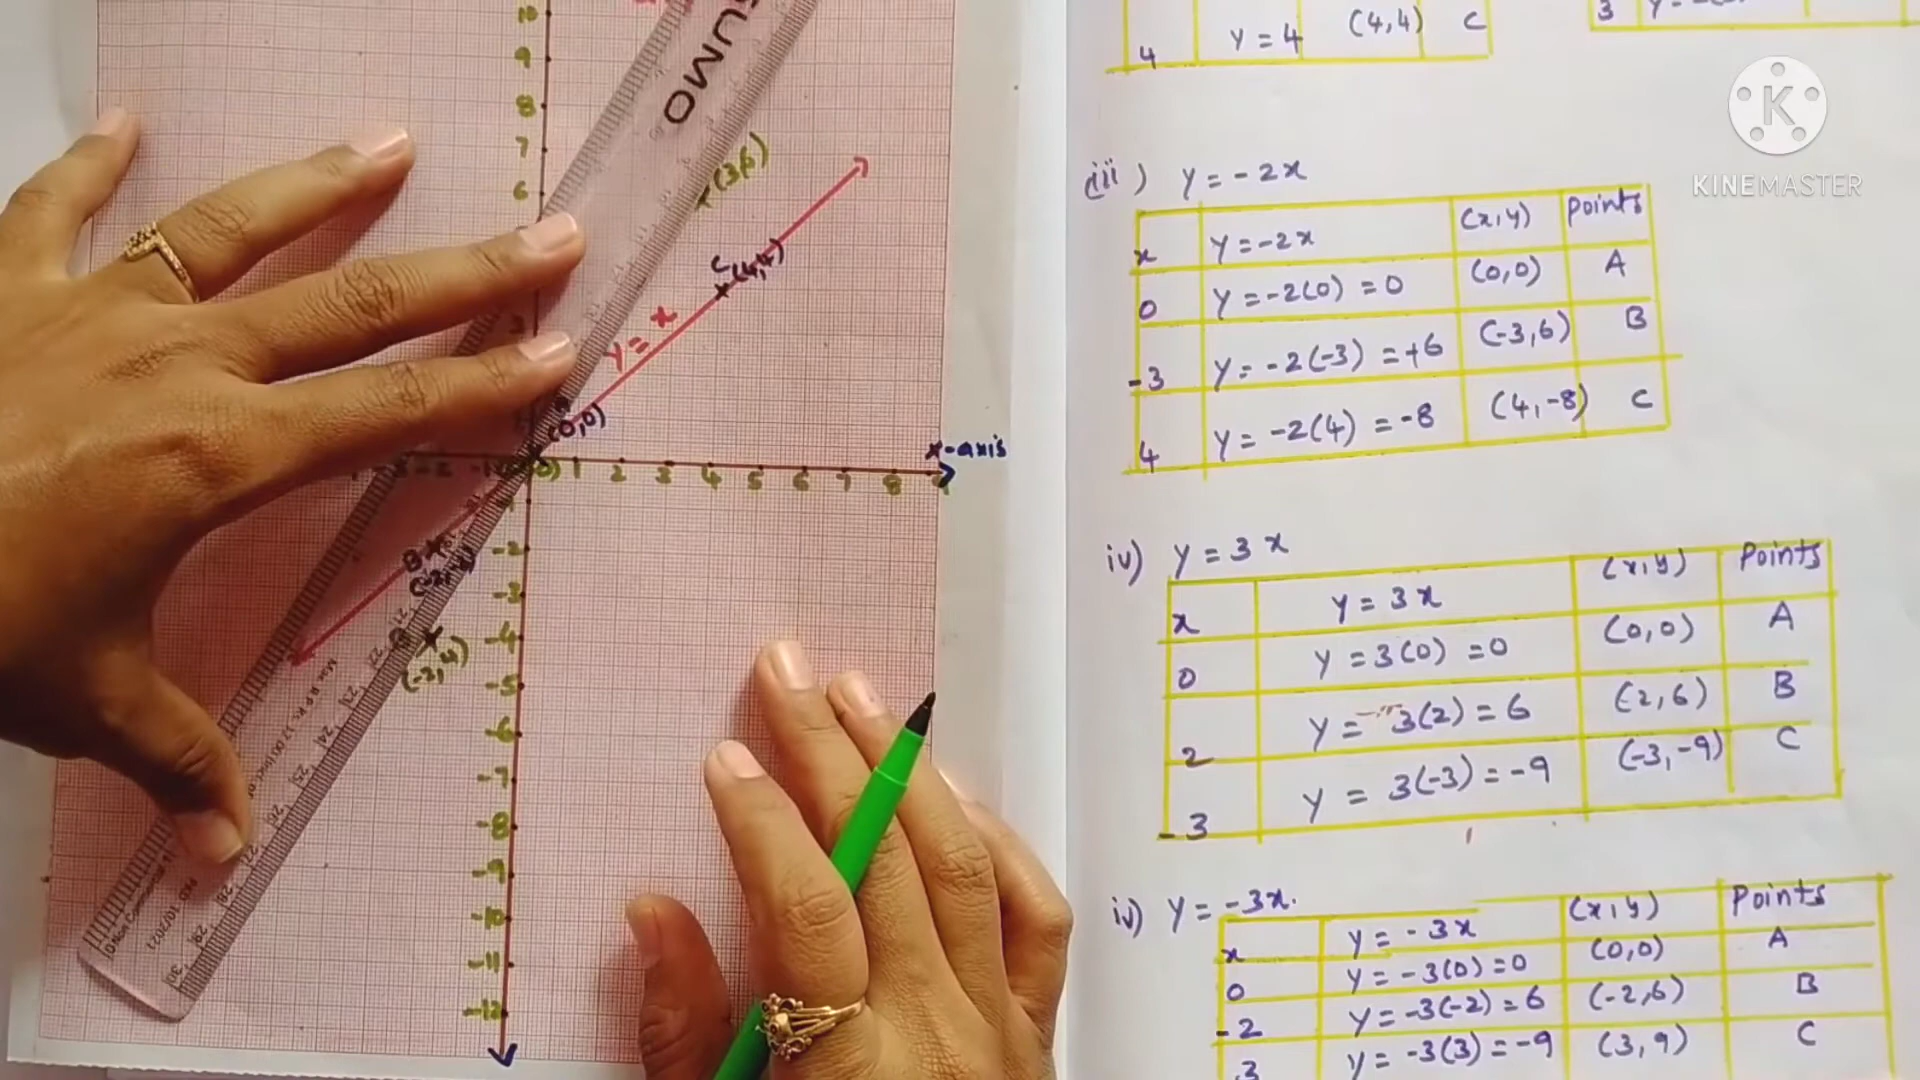 10
9
8
7
6
3
SUMO
(3,6)
C(4,4)
y = x
(0,0)
x-axis
1 2 3 4 5 6 7 8 9
-2
-3
-4
-5
-6
-7
-8
-9
-10
-11
-12
B
(-2,4)
4 y = 4 (4,4) C
3
KINEMASTER
(iii) y = -2x
x y = -2x (x,y) Points
0 y = -2(0) = 0 (0,0) A
-3 y = -2(-3) = +6 (-3,6) B
4 y = -2(4) = -8 (4,-8) C
iv) y = 3x
x y = 3x (x,y) Points
0 y = 3(0) = 0 (0,0) A
2 y = 3(2) = 6 (2,6) B
-3 y = 3(-3) = -9 (-3,-9) C
iv) y = -3x.
x y = -3x (x,y) Points
0 y = -3(0) = 0 (0,0) A
-2 y = -3(-2) = 6 (-2,6) B
3 y = -3(3) = -9 (3,9) C